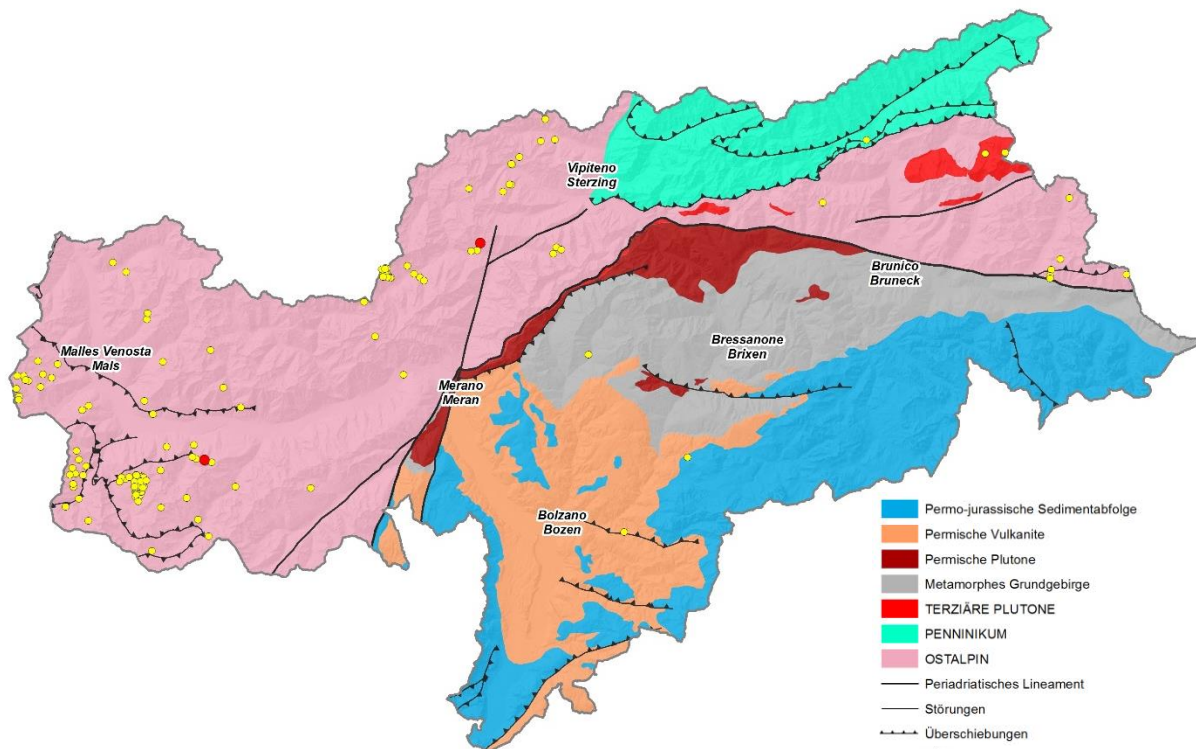 Vipiteno
Sterzing
Brunico
Bruneck
Bressanone
Brixen
Malles Venosta
Mals
Merano
Meran
Bolzano
Bozen
Permo-jurassische Sedimentabfolge
Permische Vulkanite
Permische Plutone
Metamorphes Grundgebirge
TERZIÄRE PLUTONE
PENNINIKUM
OSTALPIN
Periadriatisches Lineament
Störungen
Überschiebungen